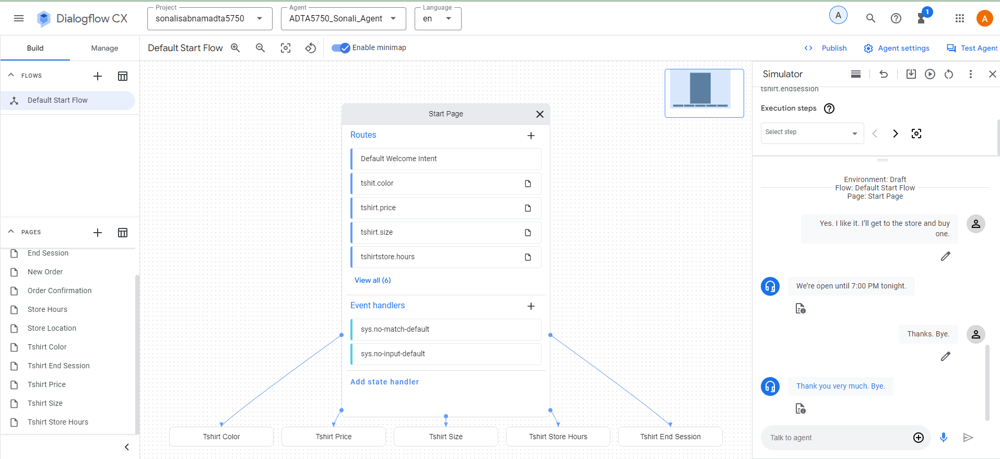 Dialogflow CX
Project
sonalisabnamadta5750
Agent
ADTA5750_Sonali_Agent
Language
en
A
1
A
Build
Manage
Default Start Flow
Enable minimap
Publish
Agent settings
Test Agent
FLOWS
Default Start Flow
PAGES
End Session
New Order
Order Confirmation
Store Hours
Store Location
Tshirt Color
Tshirt End Session
Tshirt Price
Tshirt Size
Tshirt Store Hours
Start Page
Routes
Default Welcome Intent
tshit.color
tshirt.price
tshirt.size
tshirtstore.hours
View all (6)
Event handlers
sys.no-match-default
sys.no-input-default
Add state handler
Tshirt Color
Tshirt Price
Tshirt Size
Tshirt Store Hours
Tshirt End Session
Simulator
tshirt.endsession
Execution steps
Select step
Environment: Draft
Flow: Default Start Flow
Page: Start Page
Yes. I like it. I’ll get to the store and buy
one.
We’re open until 7:00 PM tonight.
Thanks. Bye.
Thank you very much. Bye.
Talk to agent